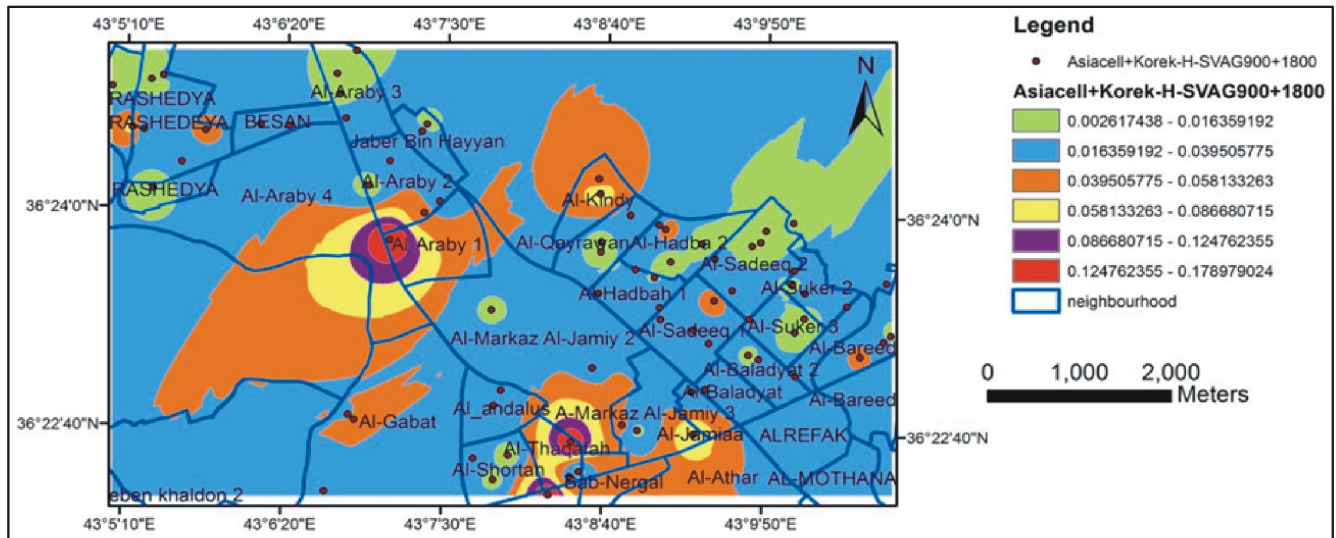 43°5'10"E 43°6'20"E 43°7'30"E 43°8'40"E 43°9'50"E
Legend
Asiacell+Korek-H-SVAG900+1800
Asiacell+Korek-H-SVAG900+1800
0.002617438 - 0.016359192
0.016359192 - 0.039505775
0.039505775 - 0.058133263
0.058133263 - 0.086680715
0.086680715 - 0.124762355
0.124762355 - 0.178979024
neighbourhood
0 1,000 2,000
Meters
N
Al-Araby 3
RASHEDYA
RASHEDEYA BESAN
Jaber Bin Hayyan
RASHEDYA Al-Araby 4 Al-Araby 2
Al-Kindy
36°24'0"N 36°24'0"N
Al-Araby 1 Al-Qayrawan Al-Hadba 2
Al-Sadeeq 2
Al-Hadbah 1 Al-Suker 2
Al-Markaz Al-Jamiy 2 Al-Sadeeq 1 Al-Suker 3
Al-Bareed
Al-Baladyat 2
Al-Baladyat Al-Bareed
Al-Gabat Al_andalus A-Markaz Al-Jamiy 3
36°22'40"N 36°22'40"N
Al-Jamiaa ALREFAK
Al-Thaqafah
Al-Shortah Bab-Nergal Al-Athar AL-MOTHANA
eben khaldon 2
43°5'10"E 43°6'20"E 43°7'30"E 43°8'40"E 43°9'50"E